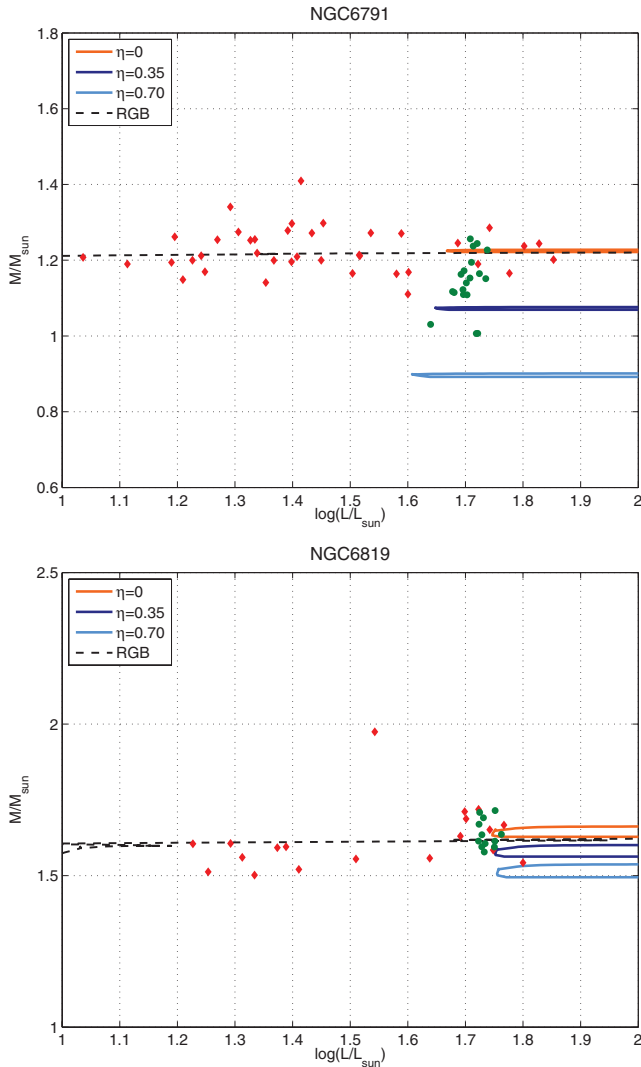 NGC6791
η=0
η=0.35
η=0.70
RGB
M/M_sun
1.8
1.6
1.4
1.2
1
0.8
0.6
1 1.1 1.2 1.3 1.4 1.5 1.6 1.7 1.8 1.9 2
log(L/L_sun)
NGC6819
η=0
η=0.35
η=0.70
RGB
M/M_sun
2.5
2
1.5
1
1 1.1 1.2 1.3 1.4 1.5 1.6 1.7 1.8 1.9 2
log(L/L_sun)